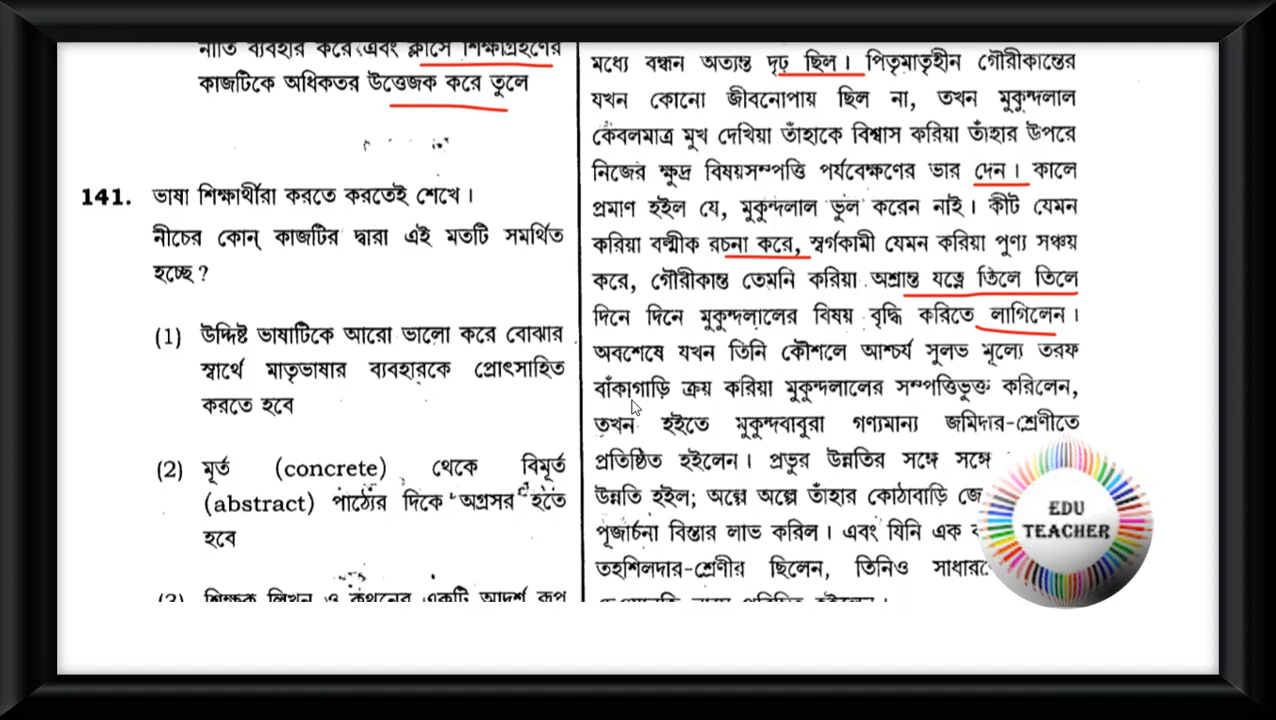 নীতি ব্যবহার করে এবং ক্লাসে শিক্ষাগ্রহণের
কাজটিকে অধিকতর উত্তেজক করে তুলে
141. ভাষা শিক্ষার্থীরা করতে করতেই শেখে।
নীচের কোন্ কাজটির দ্বারা এই মতটি সমর্থিত
হচ্ছে?
(1) উদ্দিষ্ট ভাষাটিকে আরো ভালো করে বোঝার
স্বার্থে মাতৃভাষার ব্যবহারকে প্রোৎসাহিত
করতে হবে
(2) মূর্ত (concrete) থেকে বিমূর্ত
(abstract) পাঠ্যের দিকে অগ্রসর হতে
হবে
(3) শিক্ষক লিখন ও কথনের একটি আদর্শ রূপ
মধ্যে বন্ধন অত্যন্ত দৃঢ় ছিল। পিতৃমাতৃহীন গৌরীকান্তের
যখন কোনো জীবনোপায় ছিল না, তখন মুকুন্দলাল
কেবলমাত্র মুখ দেখিয়া তাঁহাকে বিশ্বাস করিয়া তাঁহার উপরে
নিজের ক্ষুদ্র বিষয়সম্পত্তি পর্যবেক্ষণের ভার দেন। কালে
প্রমাণ হইল যে, মুকুন্দলাল ভুল করেন নাই। কীট যেমন
করিয়া বল্মীক রচনা করে, স্বর্গকামী যেমন করিয়া পুণ্য সঞ্চয়
করে, গৌরীকান্ত তেমনি করিয়া অশ্রান্ত যত্নে তিলে তিলে
দিনে দিনে মুকুন্দলালের বিষয় বৃদ্ধি করিতে লাগিলেন।
অবশেষে যখন তিনি কৌশলে আশ্চর্য সুলভ মূল্যে তরফ
বাঁকাগাড়ি ক্রয় করিয়া মুকুন্দলালের সম্পত্তিভুক্ত করিলেন,
তখন হইতে মুকুন্দবাবুরা গণ্যমান্য জমিদার-শ্রেণীতে
প্রতিষ্ঠিত হইলেন। প্রভুর উন্নতির সঙ্গে সঙ্গে
উন্নতি হইল; অল্পে অল্পে তাঁহার কোঠাবাড়ি জো
পূজার্চনা বিস্তার লাভ করিল। এবং যিনি এক ক
তহশিলদার-শ্রেণীর ছিলেন, তিনিও সাধারণে
EDU
TEACHER